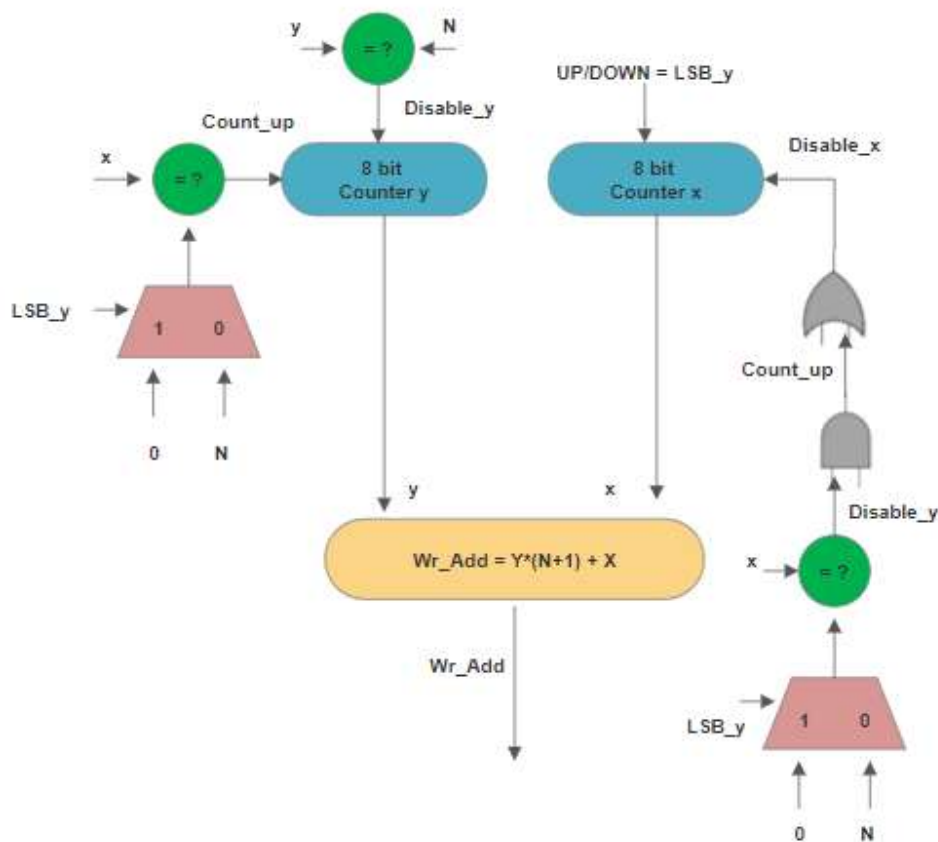 y
N
= ?
UP/DOWN = LSB_y
Disable_y
Count_up
Disable_x
x
= ?
8 bit
Counter y
8 bit
Counter x
LSB_y
1
0
0
N
Count_up
y
x
Disable_y
Wr_Add = Y*(N+1) + X
x
= ?
Wr_Add
LSB_y
1
0
0
N